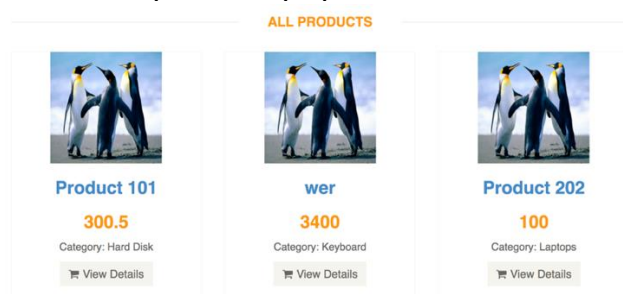 ALL PRODUCTS
Product 101
300.5
Category: Hard Disk
View Details
wer
3400
Category: Keyboard
View Details
Product 202
100
Category: Laptops
View Details